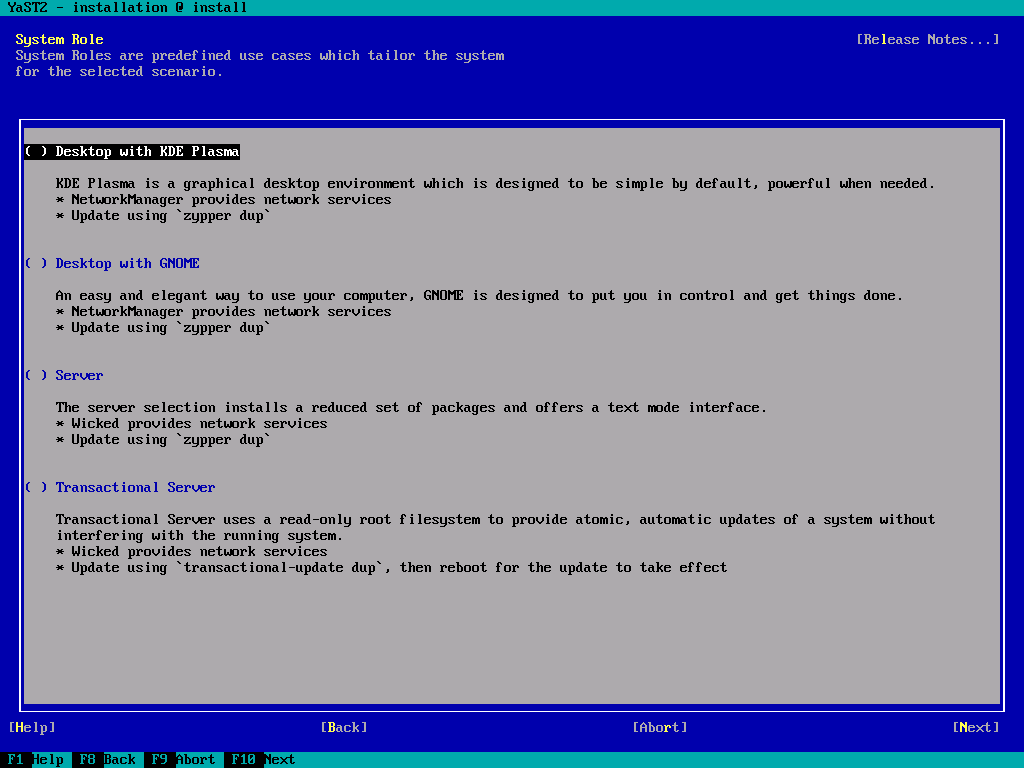 YaST2 - installation @ install
System Role [Release Notes...]
System Roles are predefined use cases which tailor the system
for the selected scenario.
( ) Desktop with KDE Plasma
KDE Plasma is a graphical desktop environment which is designed to be simple by default, powerful when needed.
* NetworkManager provides network services
* Update using `zypper dup`
( ) Desktop with GNOME
An easy and elegant way to use your computer, GNOME is designed to put you in control and get things done.
* NetworkManager provides network services
* Update using `zypper dup`
( ) Server
The server selection installs a reduced set of packages and offers a text mode interface.
* Wicked provides network services
* Update using `zypper dup`
( ) Transactional Server
Transactional Server uses a read-only root filesystem to provide atomic, automatic updates of a system without
interfering with the running system.
* Wicked provides network services
* Update using `transactional-update dup`, then reboot for the update to take effect
[Help] [Back] [Abort] [Next]
F1 Help F8 Back F9 Abort F10 Next